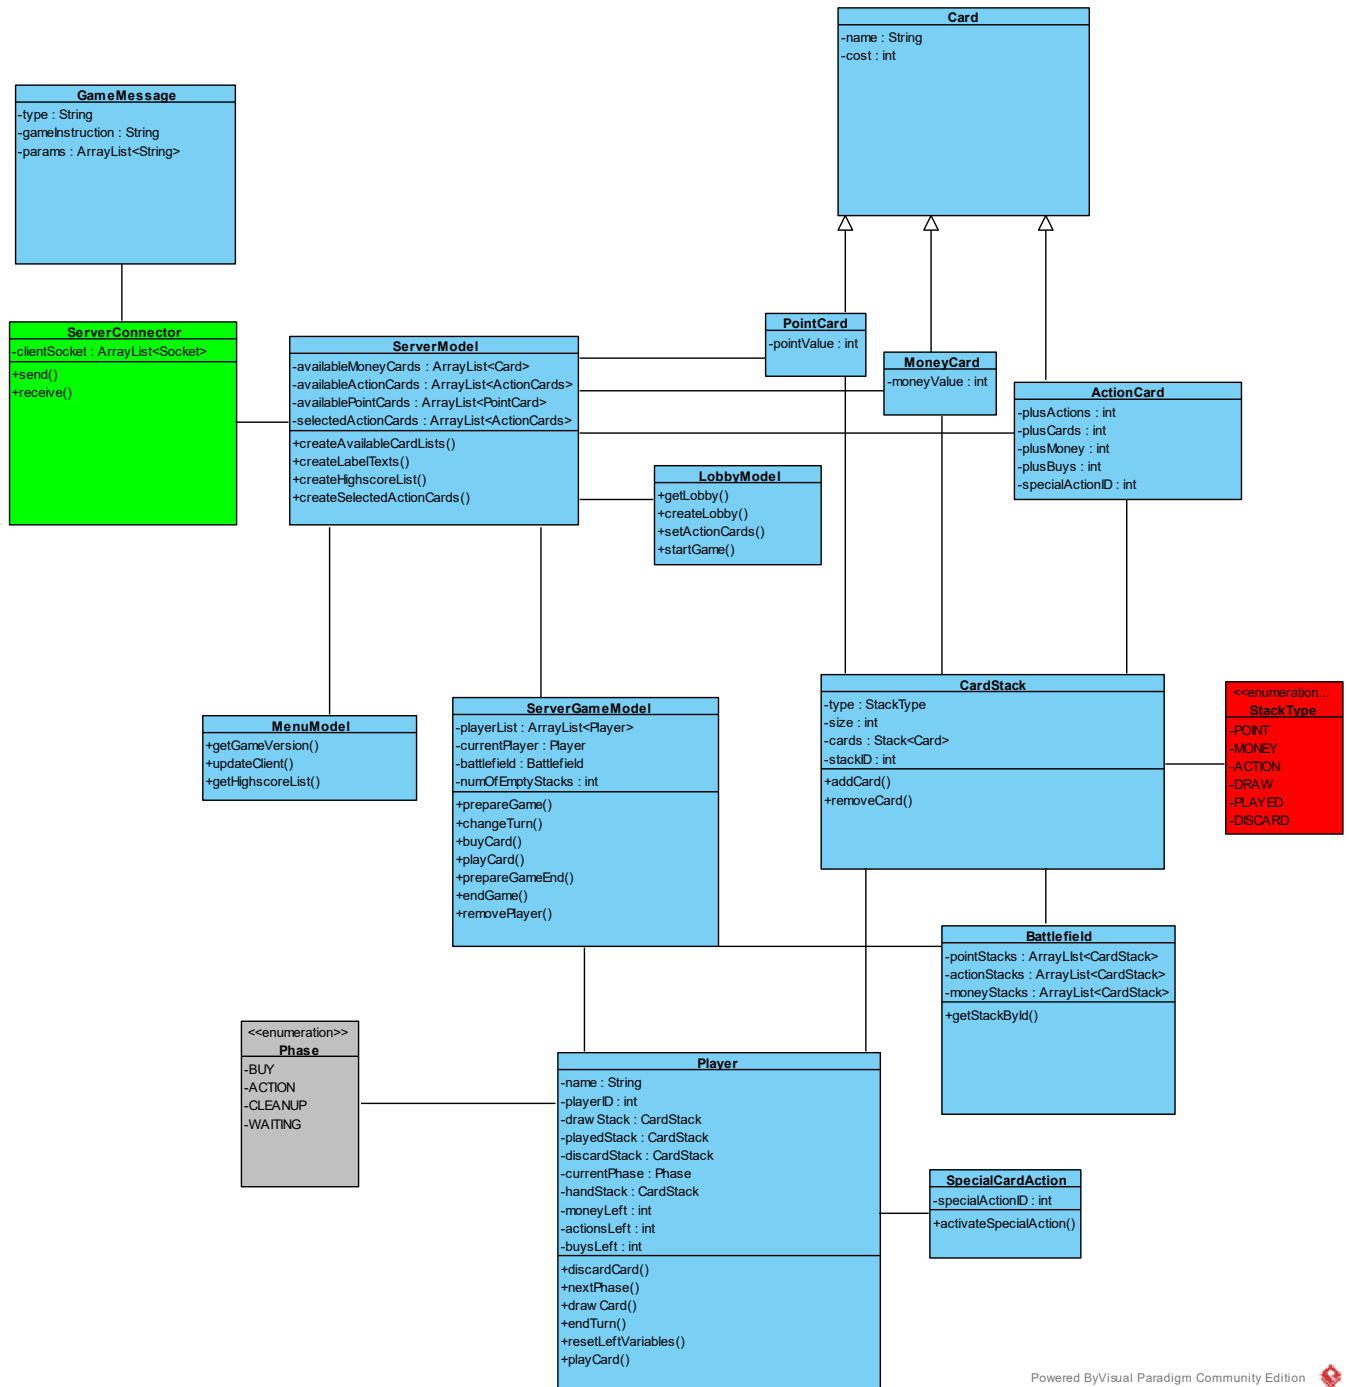 Card
-name : String
-cost : int
GameMessage
-type : String
-gameInstruction : String
-params : ArrayList<String>
ServerConnector
-clientSocket : ArrayList<Socket>
+send()
+receive()
ServerModel
-availableMoneyCards : ArrayList<Card>
-availableActionCards : ArrayList<ActionCards>
-availablePointCards : ArrayList<PointCard>
-selectedActionCards : ArrayList<ActionCards>
+createAvailableCardLists()
+createLabelTexts()
+createHighscoreList()
+createSelectedActionCards()
PointCard
-pointValue : int
MoneyCard
-moneyValue : int
ActionCard
-plusActions : int
-plusCards : int
-plusMoney : int
-plusBuys : int
-specialActionID : int
LobbyModel
+getLobby()
+createLobby()
+setActionCards()
+startGame()
MenuModel
+getGameVersion()
+updateClient()
+getHighscoreList()
ServerGameModel
-playerList : ArrayList<Player>
-currentPlayer : Player
-battlefield : Battlefield
-numOfEmptyStacks : int
+prepareGame()
+changeTurn()
+buyCard()
+playCard()
+prepareGameEnd()
+endGame()
+removePlayer()
CardStack
-type : StackType
-size : int
-cards : Stack<Card>
-stackID : int
+addCard()
+removeCard()
<<enumeration...
StackType
-POINT
-MONEY
-ACTION
-DRAW
-PLAYED
-DISCARD
Battlefield
-pointStacks : ArrayLIst<CardStack>
-actionStacks : ArrayList<CardStack>
-moneyStacks : ArrayList<CardStack>
+getStackById()
<<enumeration>>
Phase
-BUY
-ACTION
-CLEANUP
-WAITING
Player
-name : String
-playerID : int
-drawStack : CardStack
-playedStack : CardStack
-discardStack : CardStack
-currentPhase : Phase
-handStack : CardStack
-moneyLeft : int
-actionsLeft : int
-buysLeft : int
+discardCard()
+nextPhase()
+drawCard()
+endTurn()
+resetLeftVariables()
+playCard()
SpecialCardAction
-specialActionID : int
+activateSpecialAction()
Powered ByVisual Paradigm Community Edition